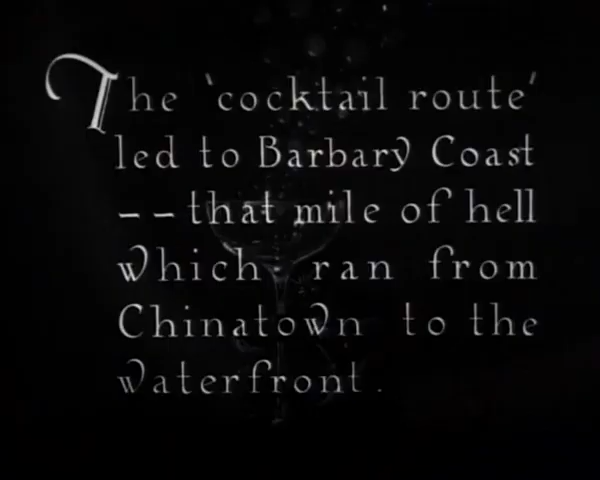 The 'cocktail route'
led to Barbary Coast
-- that mile of hell
which ran from
Chinatown to the
waterfront.